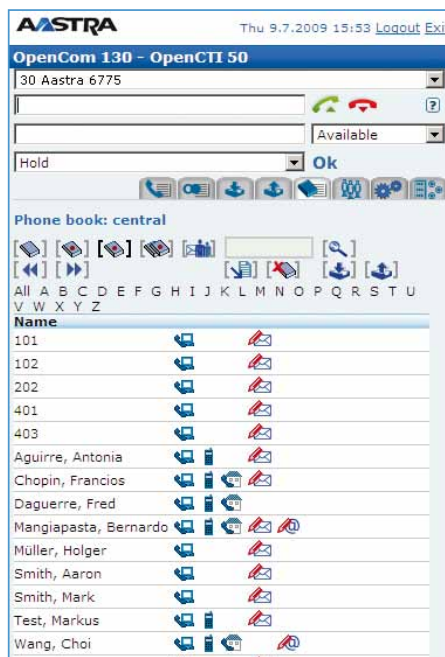 AASTRA
Thu 9.7.2009 15:53 Logout Exi
OpenCom 130 - OpenCTI 50
30 Aastra 6775
?
Available
Hold
Ok
Phone book: central
All A B C D E F G H I J K L M N O P Q R S T U
V W X Y Z
Name
101
102
202
401
403
Aguirre, Antonia
Chopin, Francios
Daguerre, Fred
Mangiapasta, Bernardo
Müller, Holger
Smith, Aaron
Smith, Mark
Test, Markus
Wang, Choi